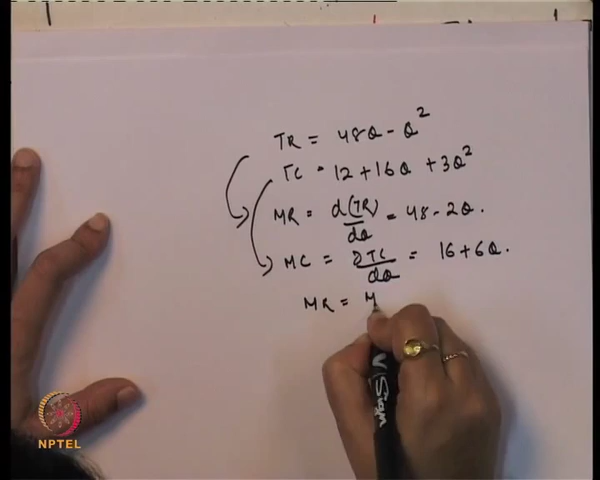 TR = 48Q - Q²
TC = 12 + 16Q + 3Q²
MR = d(TR)/dQ = 48 - 2Q.
MC = ∂TC/dQ = 16 + 6Q.
MR = M
V Sign
NPTEL